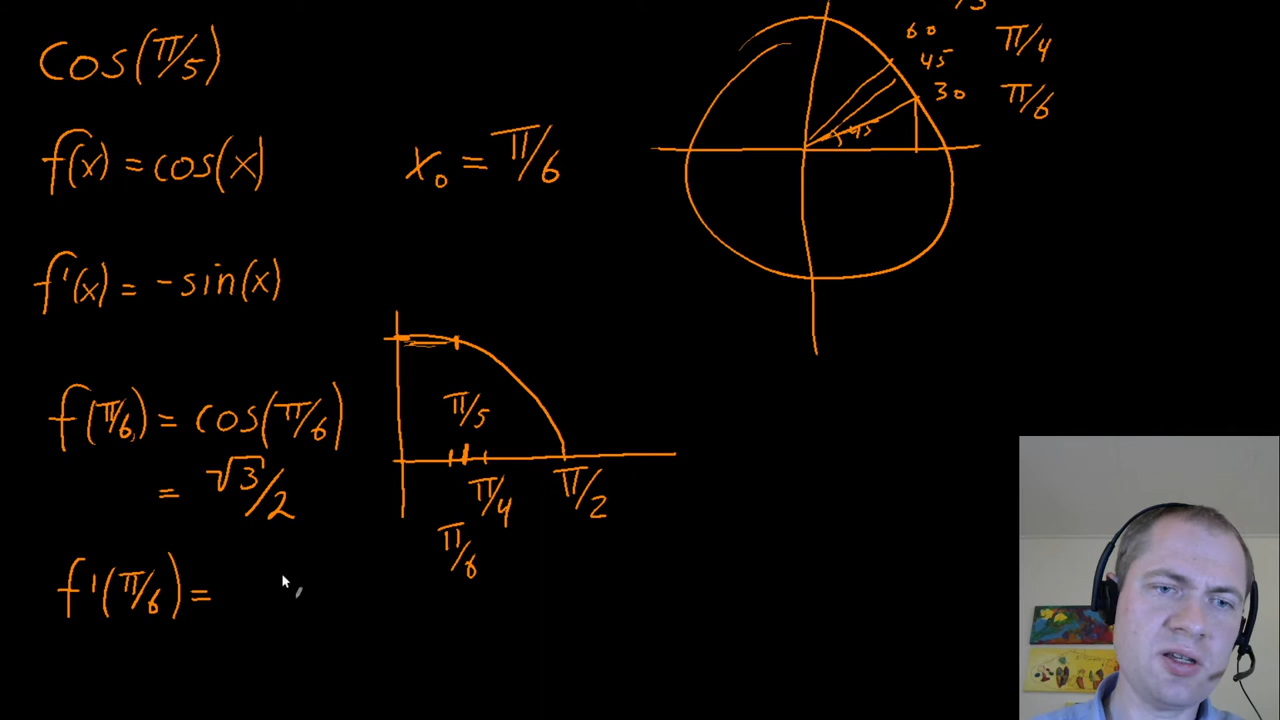 cos(π/5)
f(x) = cos(x)
x₀ = π/6
f'(x) = -sin(x)
f(π/6) = cos(π/6)
= √3/2
f'(π/6) =
60
45
30
π/4
π/6
45
π/5
π/4
π/2
π/6